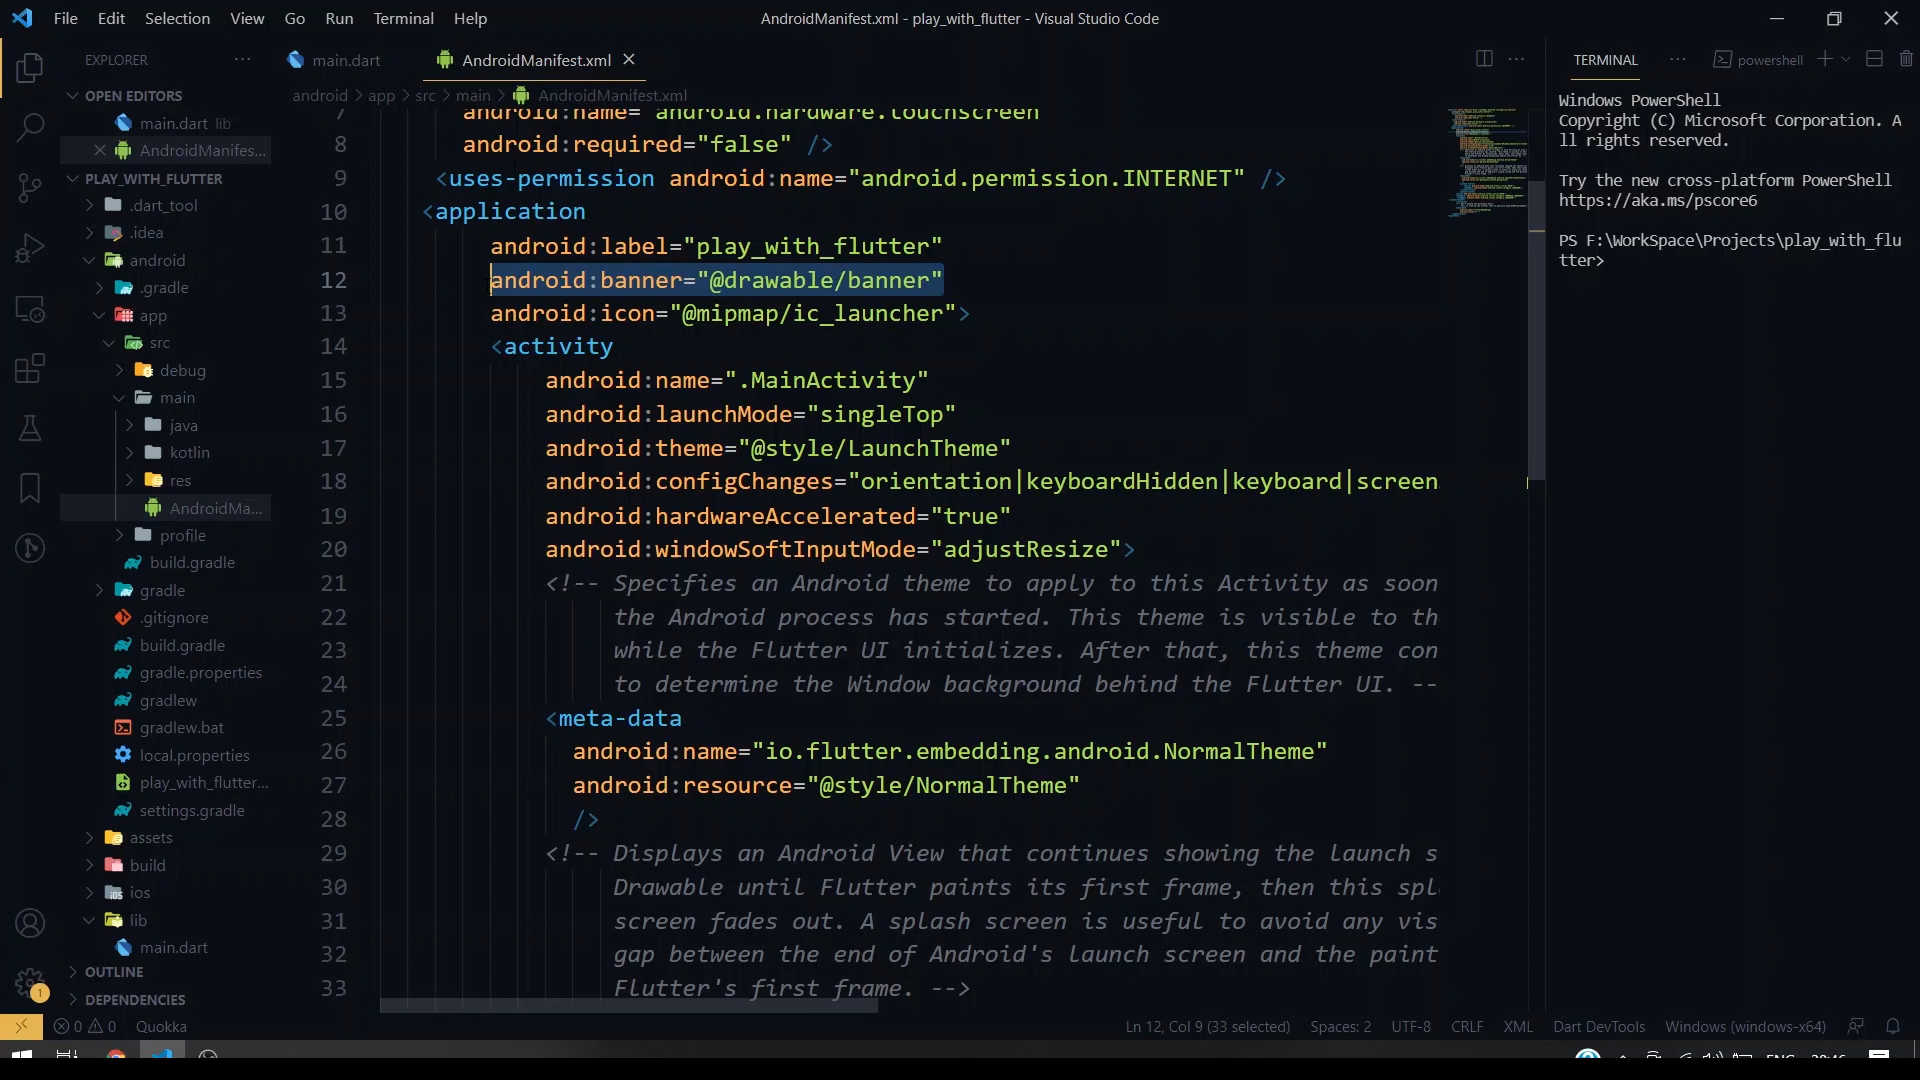 File Edit Selection View Go Run Terminal Help
AndroidManifest.xml - play_with_flutter - Visual Studio Code
EXPLORER
OPEN EDITORS
main.dart lib
AndroidManifes...
PLAY_WITH_FLUTTER
.dart_tool
.idea
android
.gradle
app
src
debug
main
java
kotlin
res
AndroidMa...
profile
build.gradle
gradle
.gitignore
build.gradle
gradle.properties
gradlew
gradlew.bat
local.properties
play_with_flutter...
settings.gradle
assets
build
ios
lib
main.dart
OUTLINE
DEPENDENCIES
main.dart
AndroidManifest.xml
android > app > src > main > AndroidManifest.xml
7 android:name="android.hardware.touchscreen
8 android:required="false" />
9 <uses-permission android:name="android.permission.INTERNET" />
10 <application
11 android:label="play_with_flutter"
12 android:banner="@drawable/banner"
13 android:icon="@mipmap/ic_launcher">
14 <activity
15 android:name=".MainActivity"
16 android:launchMode="singleTop"
17 android:theme="@style/LaunchTheme"
18 android:configChanges="orientation|keyboardHidden|keyboard|screen
19 android:hardwareAccelerated="true"
20 android:windowSoftInputMode="adjustResize">
21 <!-- Specifies an Android theme to apply to this Activity as soon
22 the Android process has started. This theme is visible to th
23 while the Flutter UI initializes. After that, this theme con
24 to determine the Window background behind the Flutter UI. --
25 <meta-data
26 android:name="io.flutter.embedding.android.NormalTheme"
27 android:resource="@style/NormalTheme"
28 />
29 <!-- Displays an Android View that continues showing the launch s
30 Drawable until Flutter paints its first frame, then this spl
31 screen fades out. A splash screen is useful to avoid any vis
32 gap between the end of Android's launch screen and the paint
33 Flutter's first frame. -->
TERMINAL
powershell
Windows PowerShell
Copyright (C) Microsoft Corporation. A
ll rights reserved.
Try the new cross-platform PowerShell
https://aka.ms/pscore6
PS F:\WorkSpace\Projects\play_with_flu
tter>
1
0 0 Quokka
Ln 12, Col 9 (33 selected) Spaces: 2 UTF-8 CRLF XML Dart DevTools Windows (windows-x64)